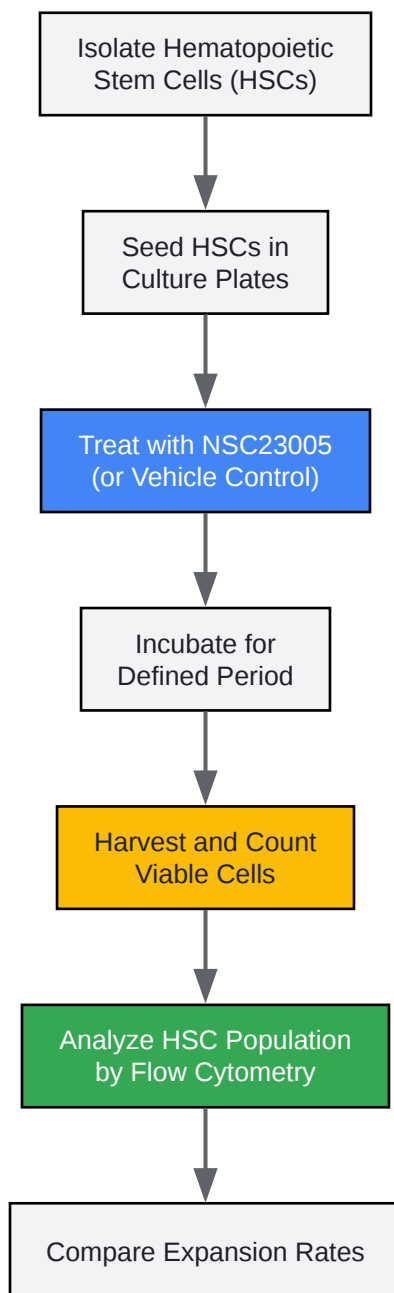 Isolate Hematopoietic
Stem Cells (HSCs)
Seed HSCs in
Culture Plates
Treat with NSC23005
(or Vehicle Control)
Incubate for
Defined Period
Harvest and Count
Viable Cells
Analyze HSC Population
by Flow Cytometry
Compare Expansion Rates